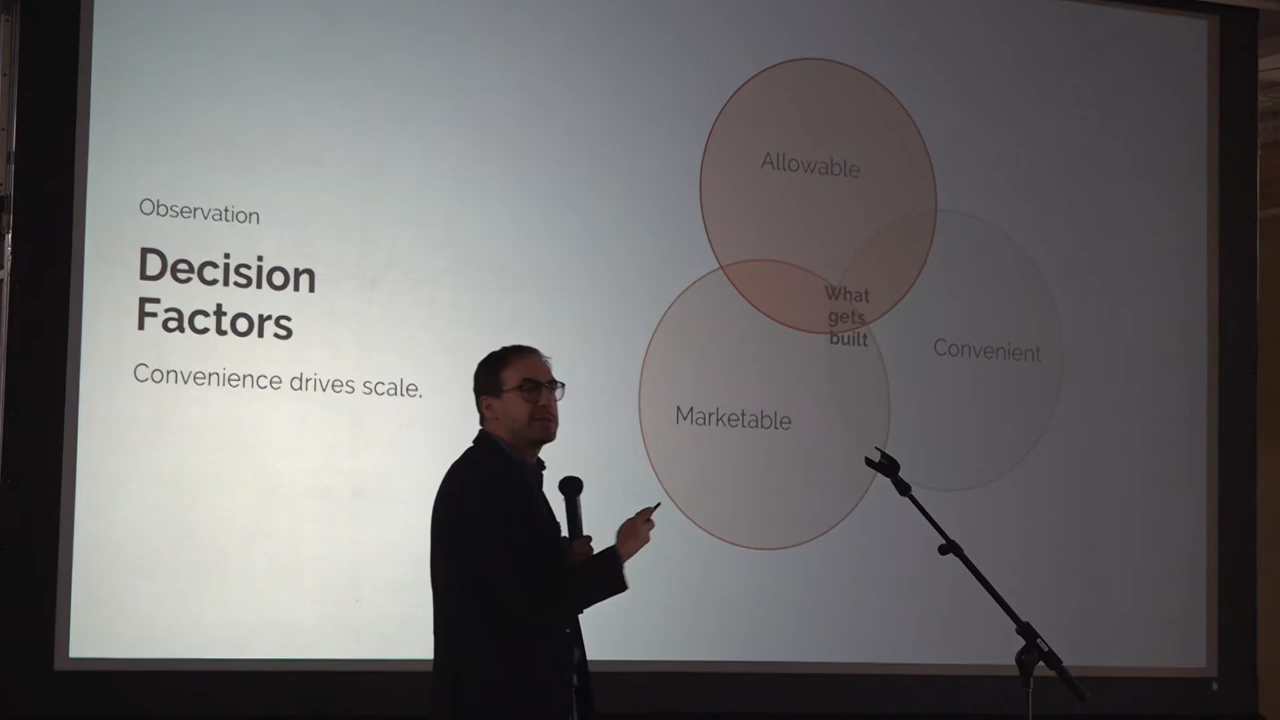 Observation
Decision
Factors
Convenience drives scale.
Allowable
What
gets
built
Convenient
Marketable